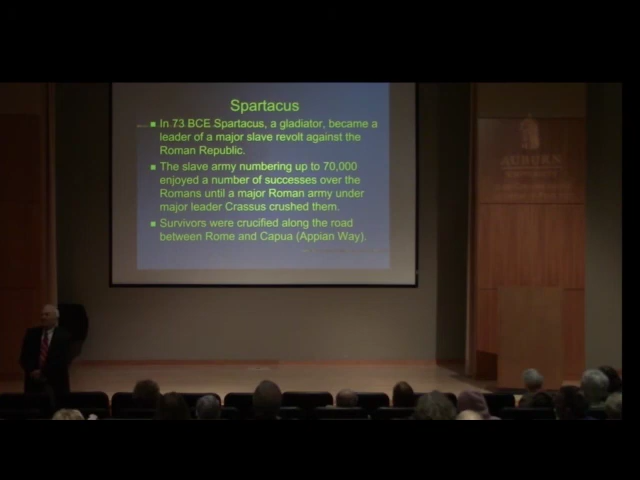 Spartacus
In 73 BCE Spartacus, a gladiator, became a
leader of a major slave revolt against the
Roman Republic.
The slave army numbering up to 70,000
enjoyed a number of successes over the
Romans until a major Roman army under
major leader Crassus crushed them.
Survivors were crucified along the road
between Rome and Capua (Appian Way).
AUBURN
UNIVERSITY